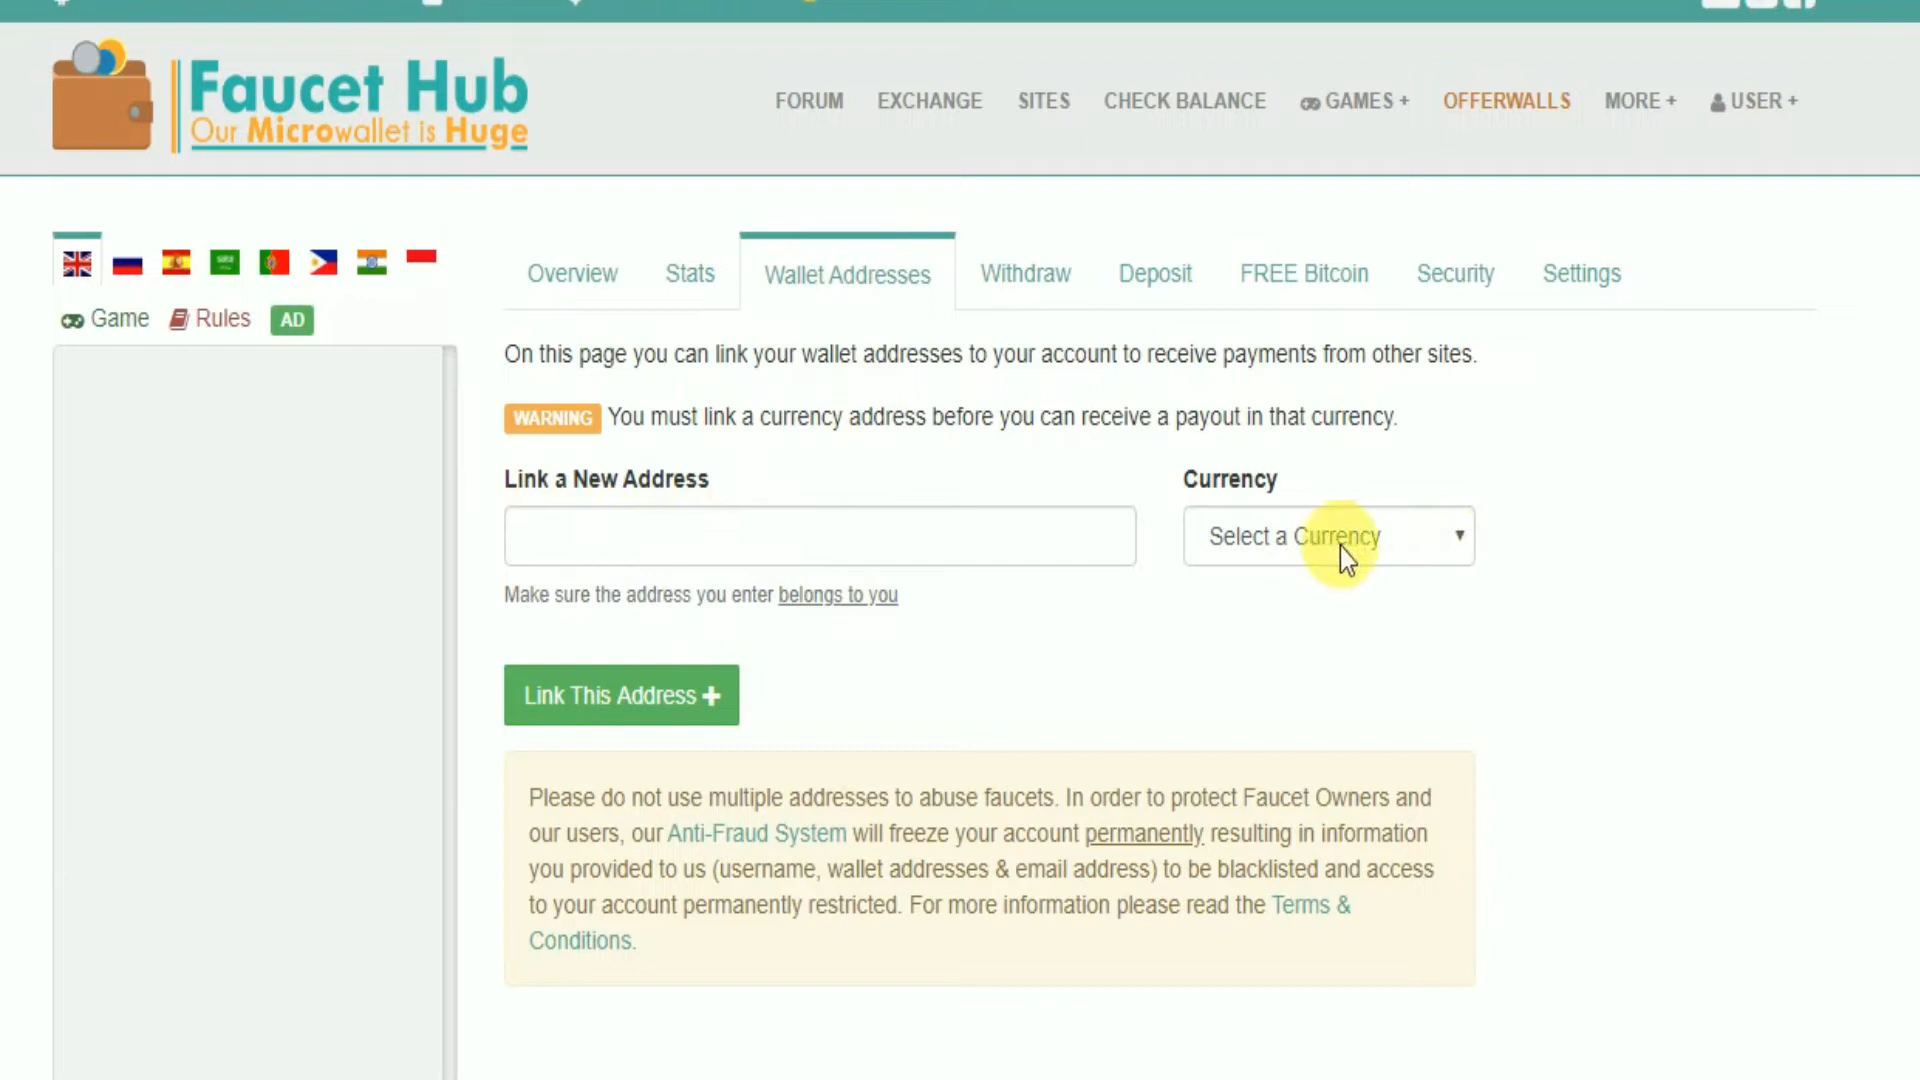 Faucet Hub
Our Microwallet is Huge
FORUM EXCHANGE SITES CHECK BALANCE GAMES + OFFERWALLS MORE + USER +
Overview Stats Wallet Addresses Withdraw Deposit FREE Bitcoin Security Settings
Game Rules AD
On this page you can link your wallet addresses to your account to receive payments from other sites.
WARNING You must link a currency address before you can receive a payout in that currency.
Link a New Address Currency
Select a Currency
Make sure the address you enter belongs to you
Link This Address +
Please do not use multiple addresses to abuse faucets. In order to protect Faucet Owners and
our users, our Anti-Fraud System will freeze your account permanently resulting in information
you provided to us (username, wallet addresses & email address) to be blacklisted and access
to your account permanently restricted. For more information please read the Terms &
Conditions.